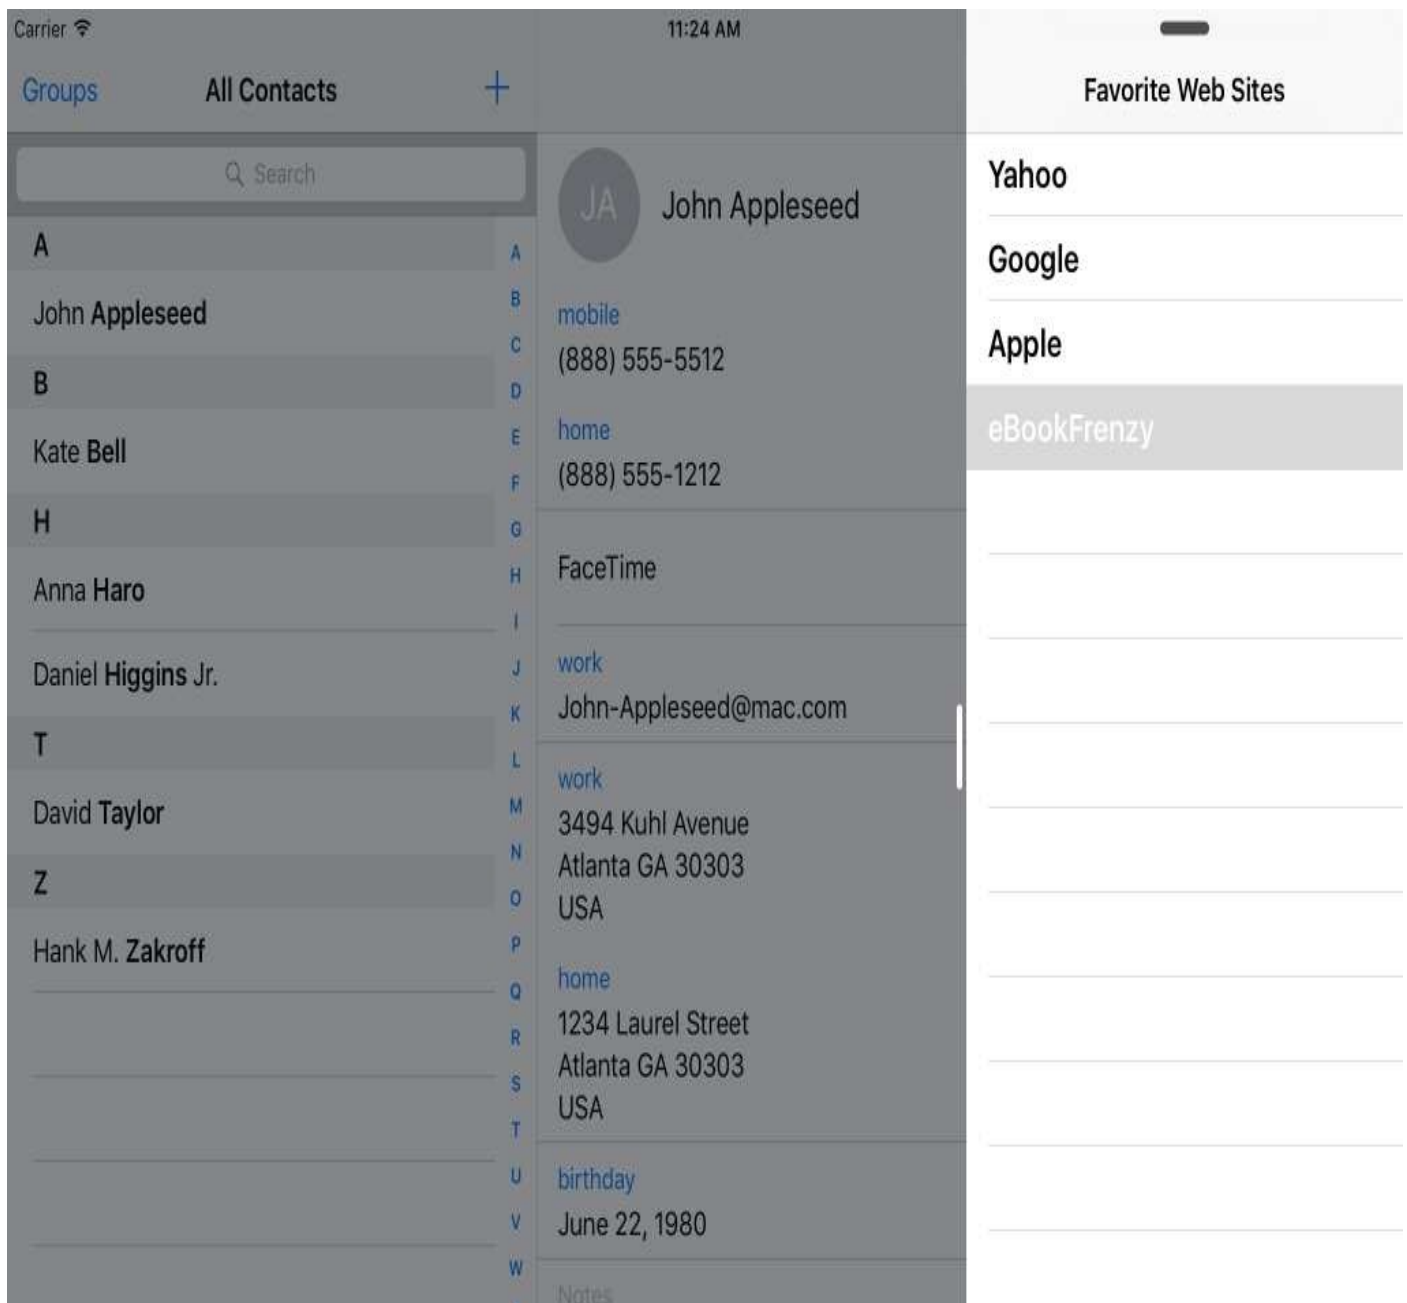 Carrier
11:24 AM
Groups
All Contacts
+
Search
A
John Appleseed
B
Kate Bell
H
Anna Haro
Daniel Higgins Jr.
T
David Taylor
Z
Hank M. Zakroff
A
B
C
D
E
F
G
H
I
J
K
L
M
N
O
P
Q
R
S
T
U
V
W
JA
John Appleseed
mobile
(888) 555-5512
home
(888) 555-1212
FaceTime
work
John-Appleseed@mac.com
work
3494 Kuhl Avenue
Atlanta GA 30303
USA
home
1234 Laurel Street
Atlanta GA 30303
USA
birthday
June 22, 1980
Notes
Favorite Web Sites
Yahoo
Google
Apple
eBookFrenzy